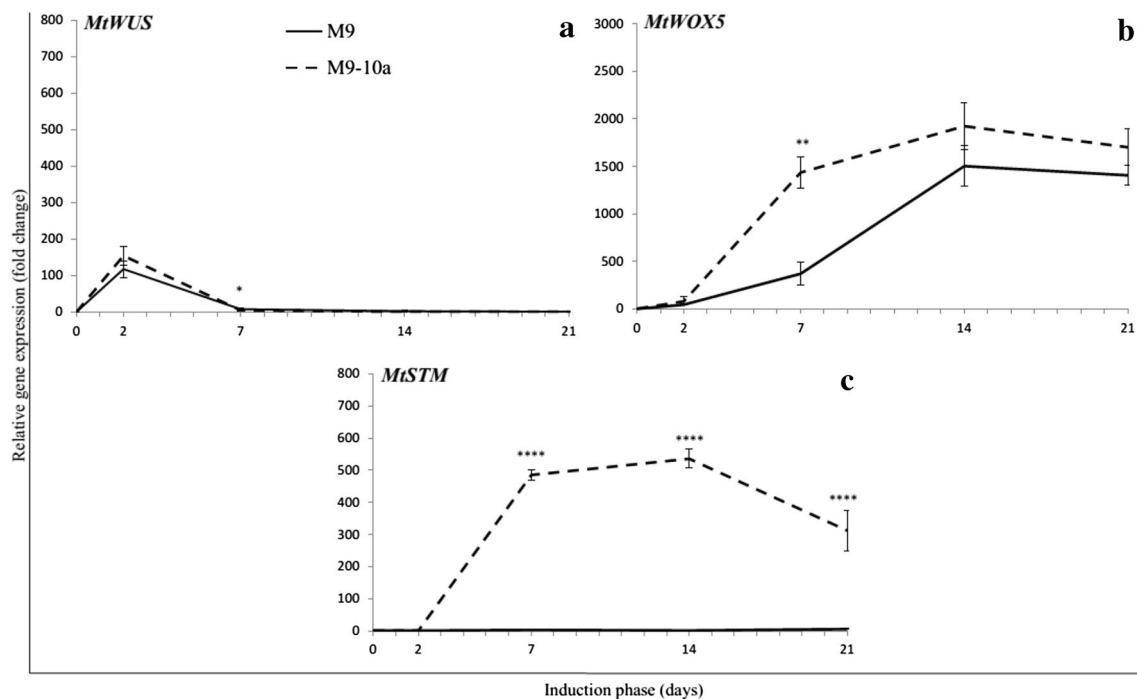 MtWUS
a
M9
M9-10a
800
700
600
500
400
300
200
100
0
*
0 2 7 14 21
MtWOX5
b
3000
2500
2000
1500
1000
500
0
**
0 2 7 14 21
Relative gene expression (fold change)
MtSTM
c
800
700
600
500
400
300
200
100
0
****
****
****
0 2 7 14 21
Induction phase (days)